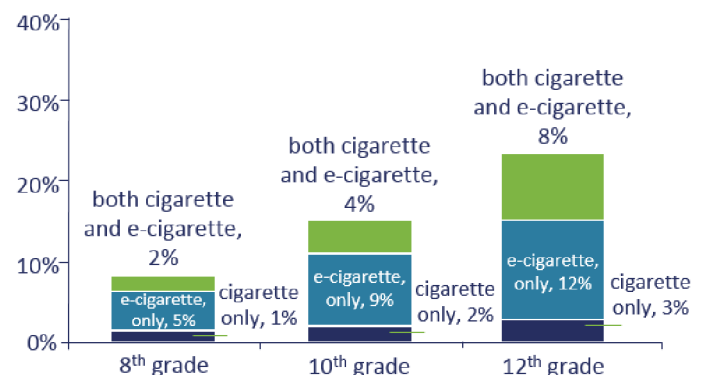 40%
30%
20%
10%
0%
both cigarette
and e-cigarette,
2%
e-cigarette,
only, 5%
cigarette
only, 1%
both cigarette
and e-cigarette,
4%
e-cigarette,
only, 9%
cigarette
only, 2%
both cigarette
and e-cigarette,
8%
e-cigarette,
only, 12%
cigarette
only, 3%
8th grade
10th grade
12th grade